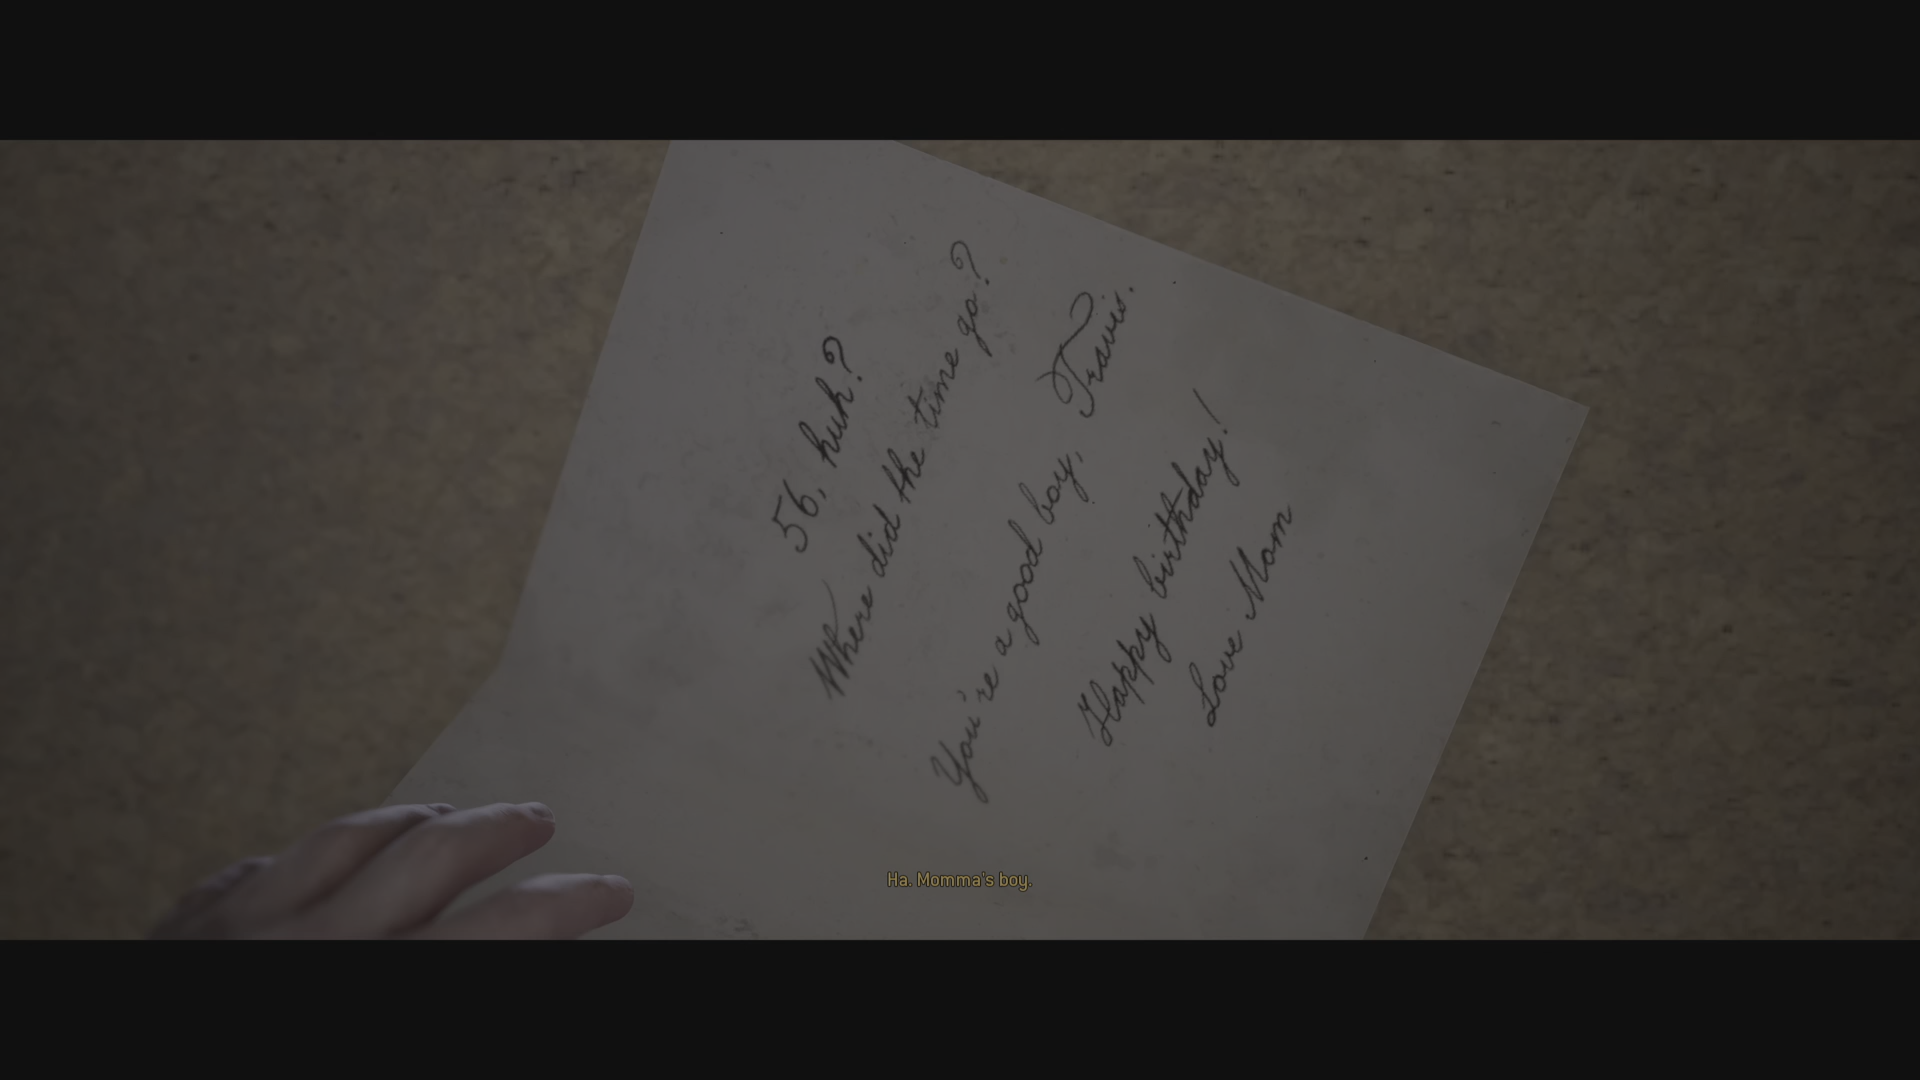 56, huh?
Where did the time go?
You're a good boy, Travis.
Happy birthday!
Love Mom
Ha. Momma's boy.